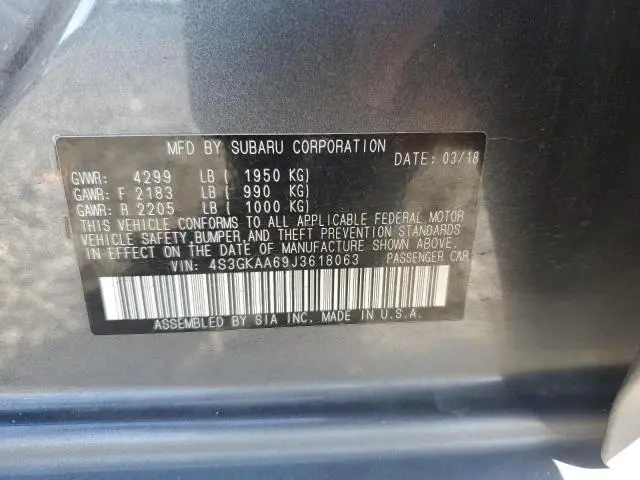 MFD BY SUBARU CORPORATION
DATE: 03/18
GVWR: 4299 LB ( 1950 KG)
GAWR: F 2183 LB ( 990 KG)
GAWR: R 2205 LB ( 1000 KG)
THIS VEHICLE CONFORMS TO ALL APPLICABLE FEDERAL MOTOR
VEHICLE SAFETY, BUMPER, AND THEFT PREVENTION STANDARDS
IN EFFECT ON THE DATE OF MANUFACTURE SHOWN ABOVE.
VIN: 4S3GKAA69J3618063 PASSENGER CAR
ASSEMBLED BY SIA INC. MADE IN U.S.A.